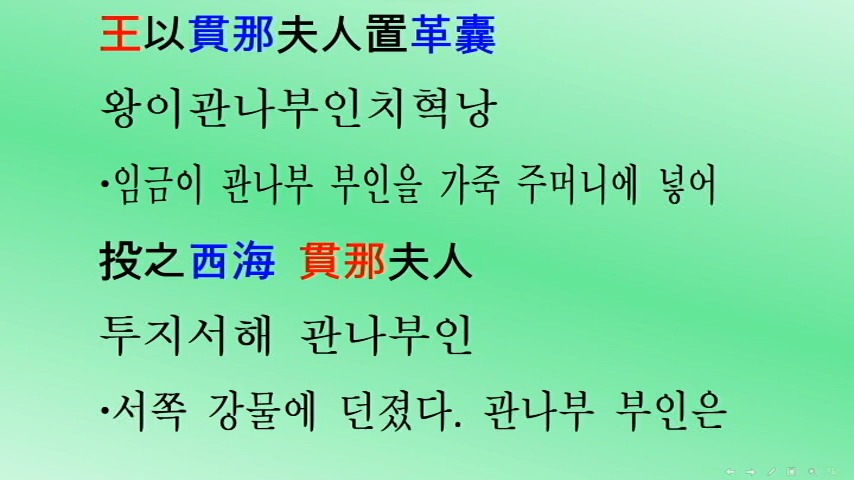 王以貫那夫人置革囊
왕이관나부인치혁낭
•임금이 관나부 부인을 가죽 주머니에 넣어
投之西海 貫那夫人
투지서해 관나부인
•서쪽 강물에 던졌다. 관나부 부인은